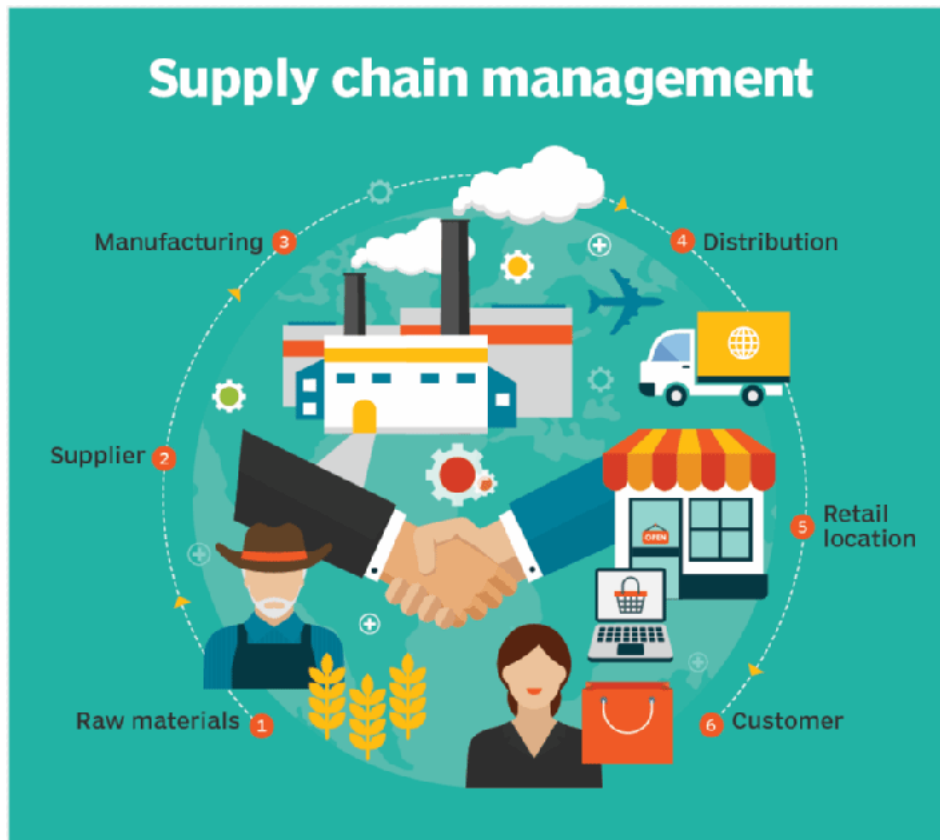 Supply chain management
Manufacturing 3
4 Distribution
Supplier 2
5 Retail
location
OPEN
Raw materials 1
6 Customer